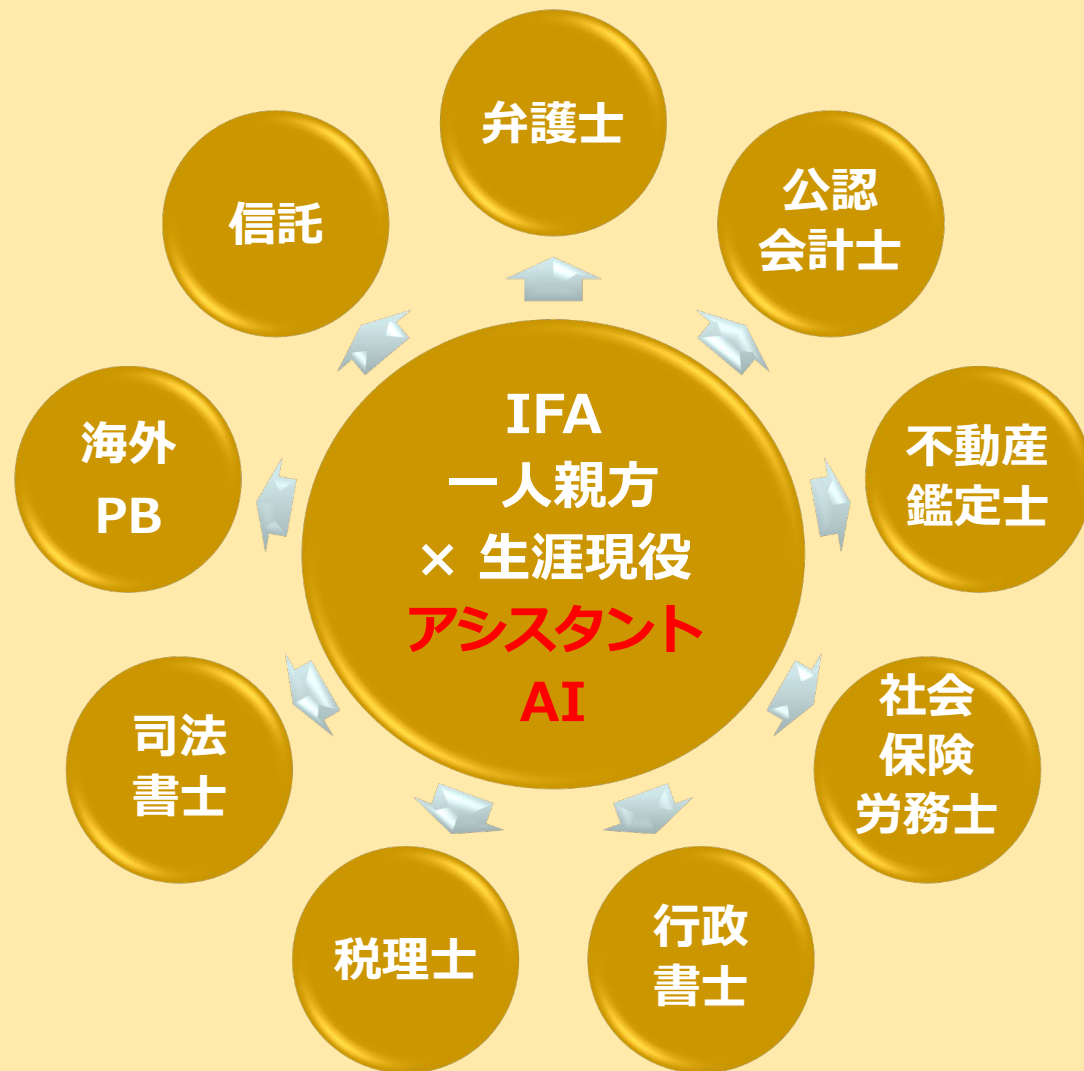 弁護士
公認
会計士
不動産
鑑定士
社会
保険
労務士
行政
書士
税理士
司法
書士
海外
PB
信託
IFA
一人親方
× 生涯現役
アシスタント
AI